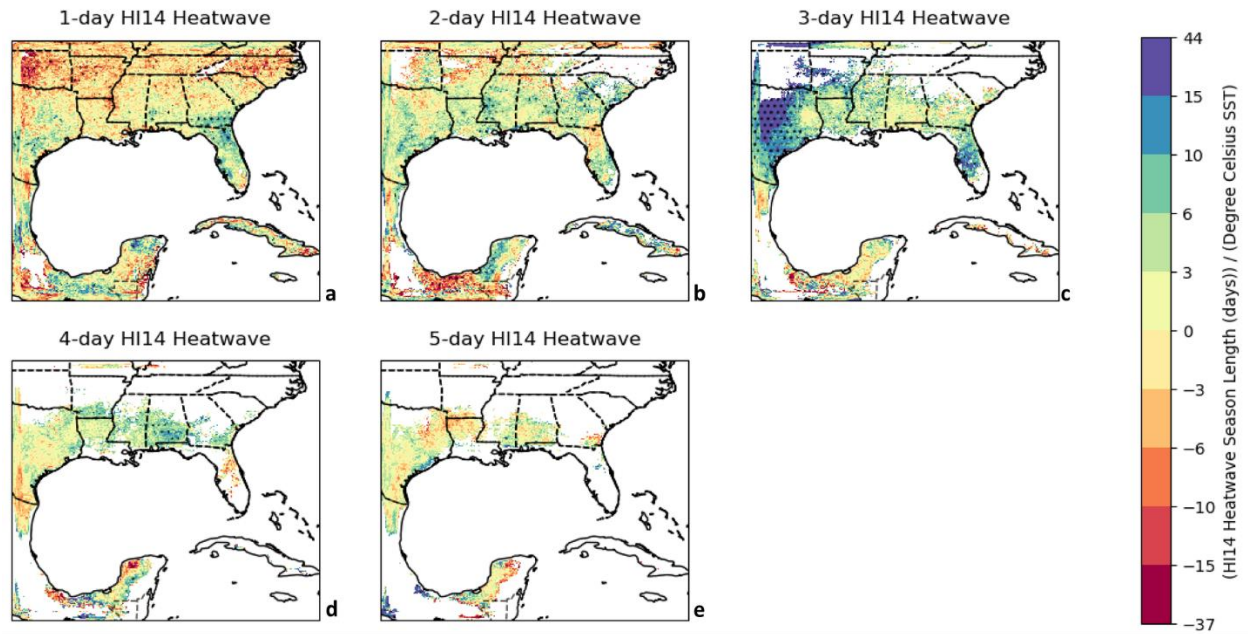 1-day HI14 Heatwave
2-day HI14 Heatwave
3-day HI14 Heatwave
a
b
c
4-day HI14 Heatwave
5-day HI14 Heatwave
d
e
44
15
10
6
3
0
−3
−6
−10
−15
−37
(HI14 Heatwave Season Length (days)) / (Degree Celsius SST)